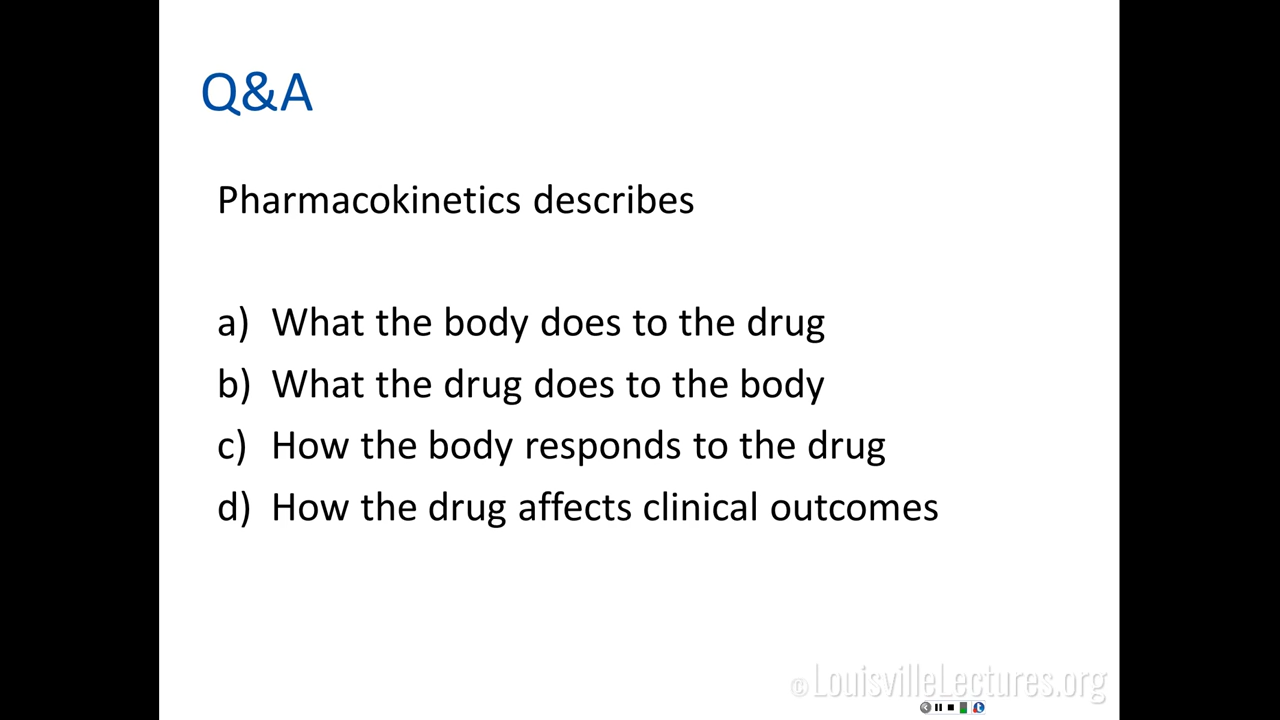 Q&A
Pharmacokinetics describes
a) What the body does to the drug
b) What the drug does to the body
c) How the body responds to the drug
d) How the drug affects clinical outcomes
©LouisvilleLectures.org